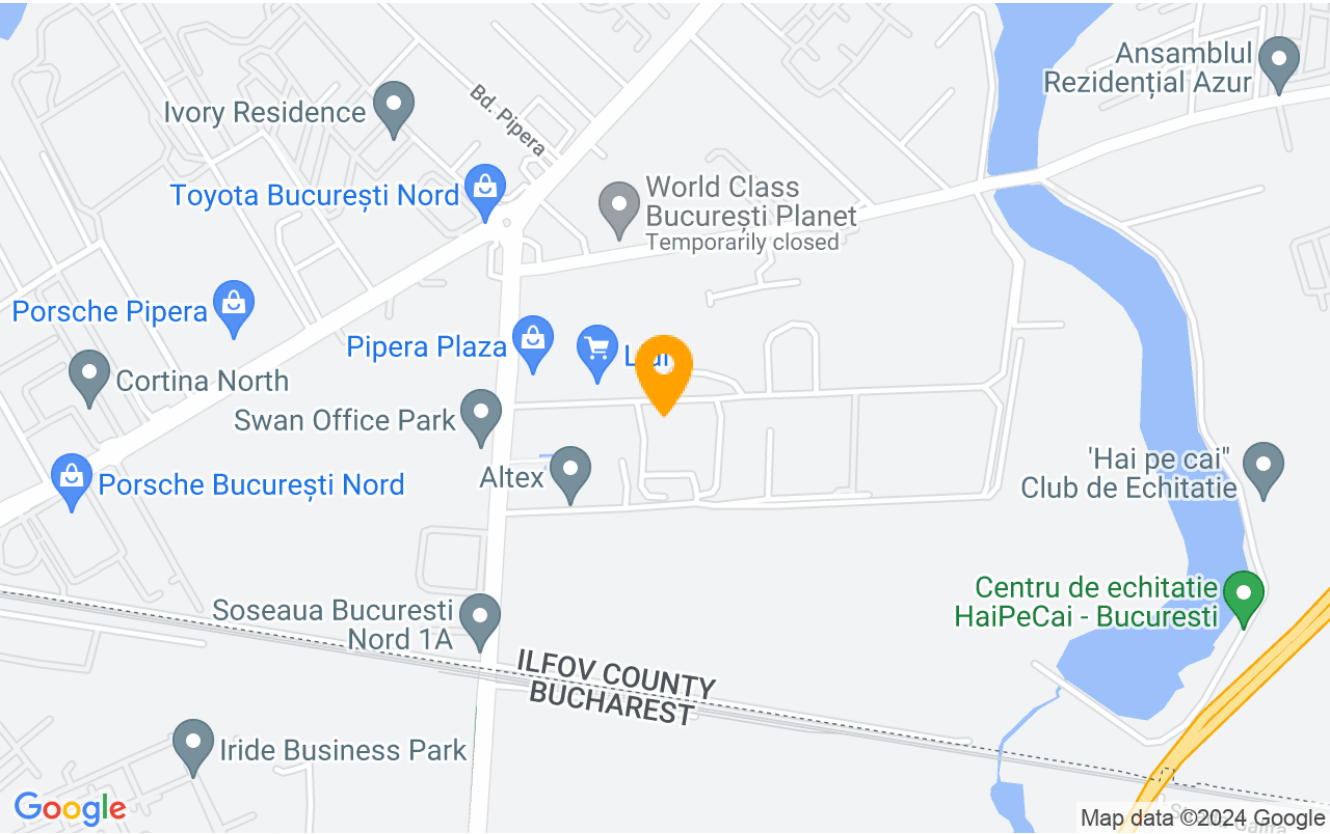 Ansamblul
Rezidențial Azur
Bd. Pipera
Ivory Residence
Toyota București Nord
World Class
București Planet
Temporarily closed
Porsche Pipera
Pipera Plaza
Cortina North
Swan Office Park
Altex
Porsche București Nord
'Hai pe cai"
Club de Echitatie
Centru de echitatie
HaiPeCai - Bucuresti
Soseaua Bucuresti
Nord 1A
ILFOV COUNTY
BUCHAREST
Iride Business Park
Google
Map data ©2024 Google